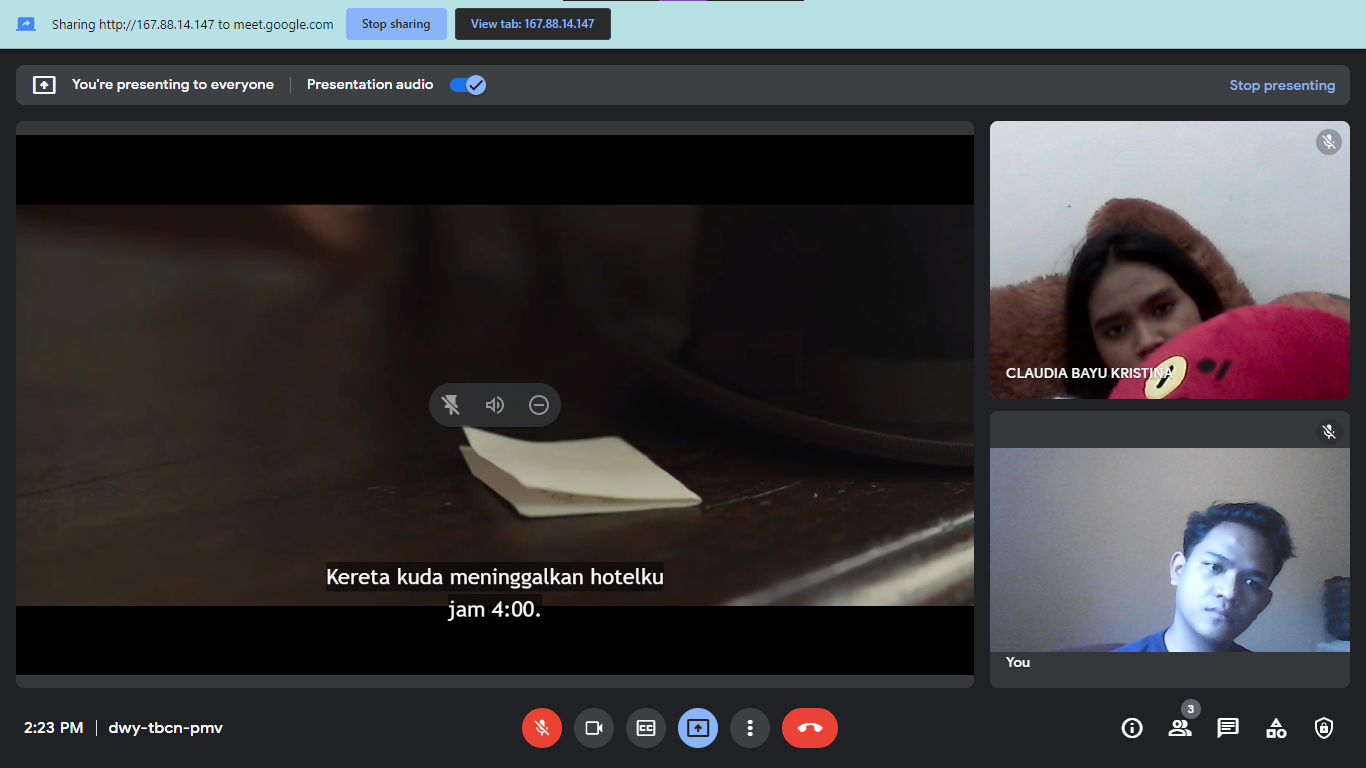 Sharing http://167.88.14.147 to meet.google.com
Stop sharing
View tab: 167.88.14.147
You're presenting to everyone
Presentation audio
Stop presenting
CLAUDIA BAYU KRISTINA
Kereta kuda meninggalkan hotelku
jam 4:00.
You
2:23 PM
dwy-tbcn-pmv
CC
3